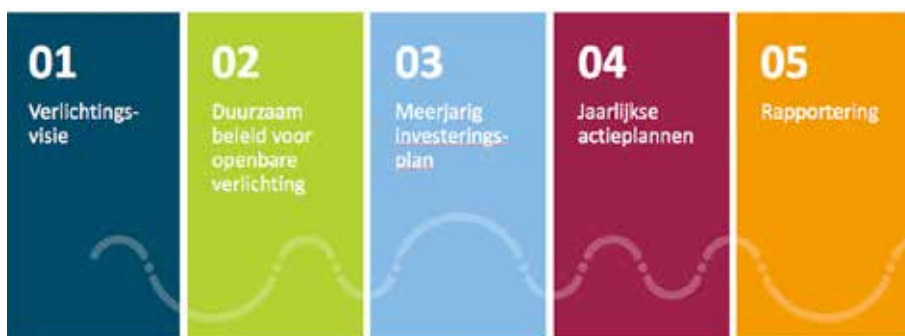 01
Verlichtings-
visie
02
Duurzaam
beleid voor
openbare
verlichting
03
Meerjarig
investerings-
plan
04
Jaarlijkse
actieplannen
05
Rapportering